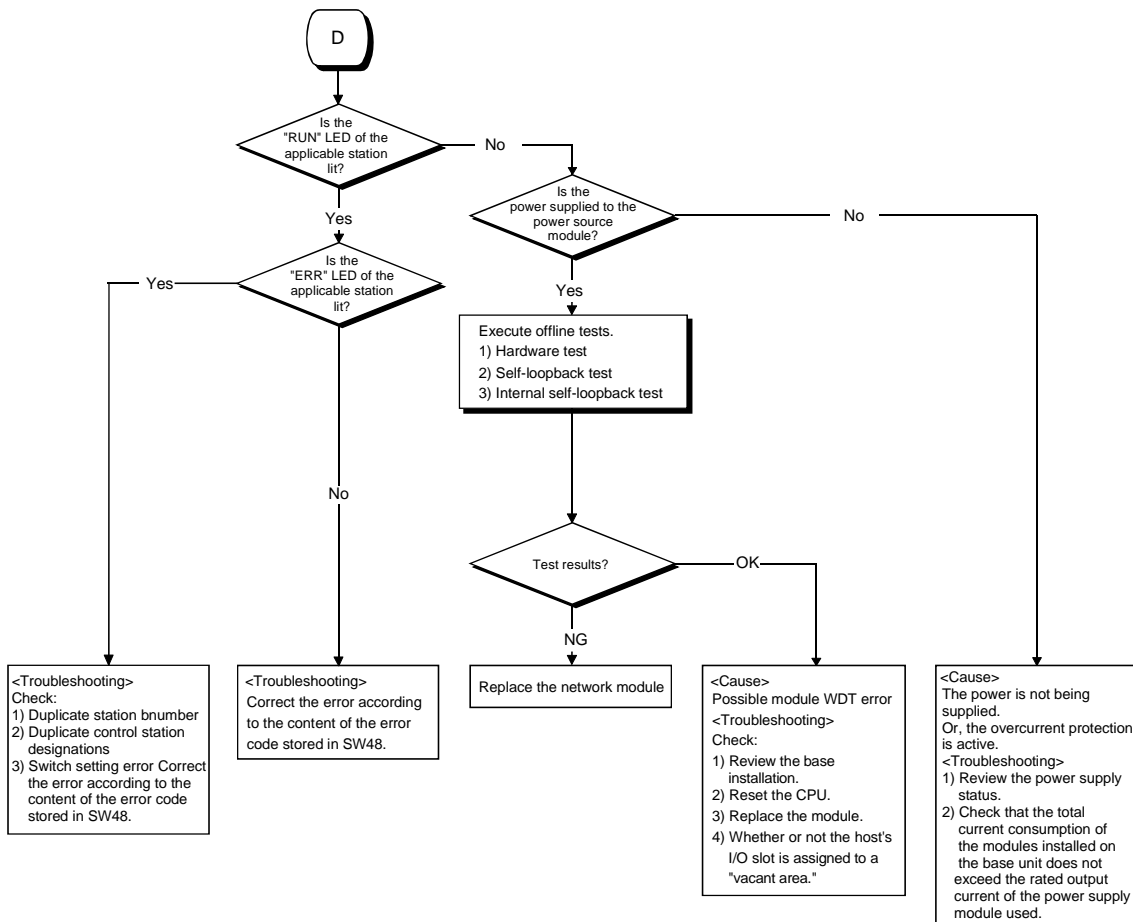 D
Is the
"RUN" LED of the
applicable station
lit?
No
Yes
Is the
power supplied to the
power source
module?
No
Is the
"ERR" LED of the
applicable station
lit?
Yes
Yes
Execute offline tests.
1) Hardware test
2) Self-loopback test
3) Internal self-loopback test
No
Test results?
OK
NG
<Troubleshooting>
Check:
1) Duplicate station bnumber
2) Duplicate control station
designations
3) Switch setting error Correct
the error according to the
content of the error code
stored in SW48.
<Troubleshooting>
Correct the error according
to the content of the error
code stored in SW48.
Replace the network module
<Cause>
Possible module WDT error
<Troubleshooting>
Check:
1) Review the base
installation.
2) Reset the CPU.
3) Replace the module.
4) Whether or not the host's
I/O slot is assigned to a
"vacant area."
<Cause>
The power is not being
supplied.
Or, the overcurrent protection
is active.
<Troubleshooting>
1) Review the power supply
status.
2) Check that the total
current consumption of
the modules installed on
the base unit does not
exceed the rated output
current of the power supply
module used.